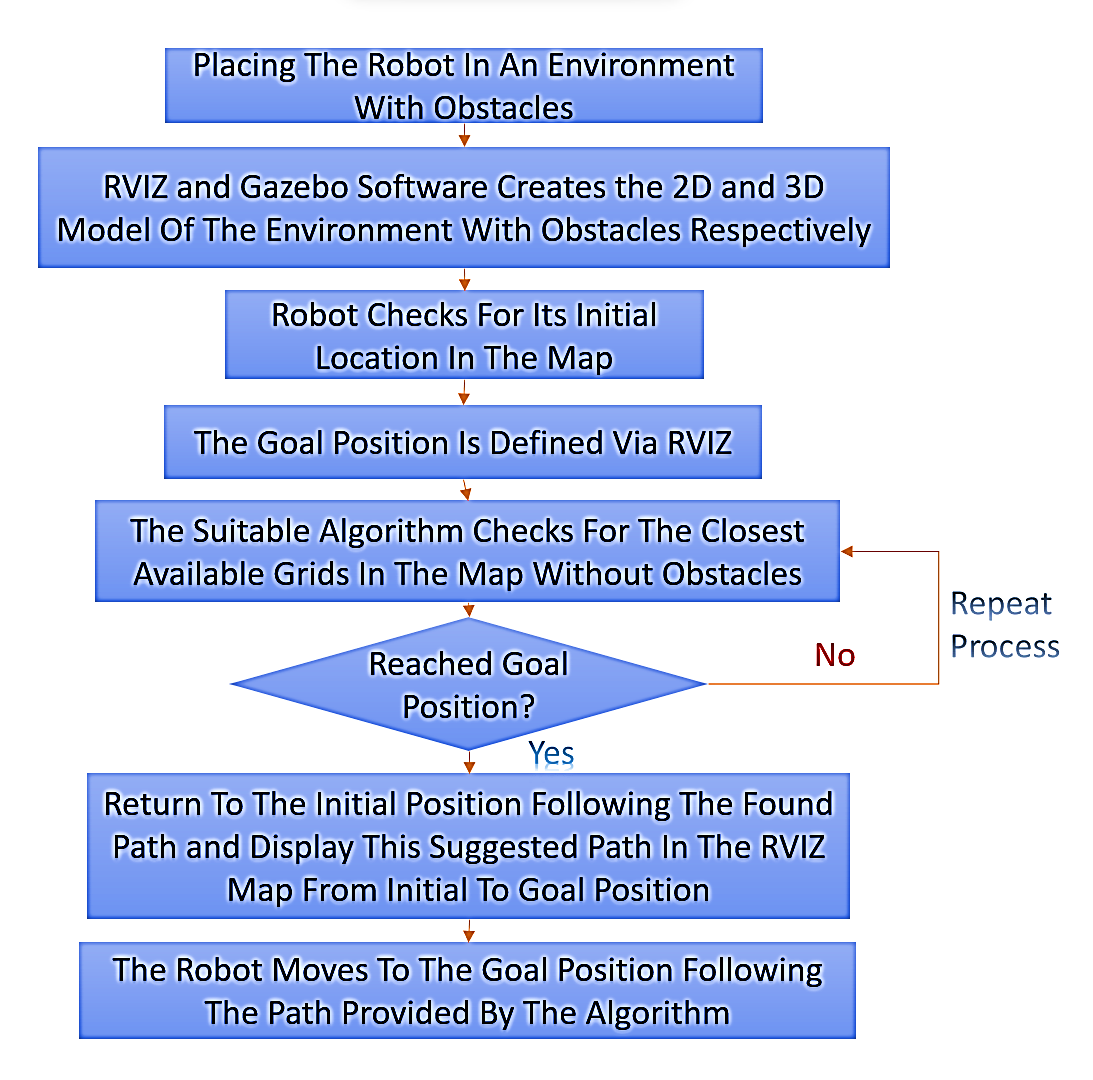 Placing The Robot In An Environment
With Obstacles
RVIZ and Gazebo Software Creates the 2D and 3D
Model Of The Environment With Obstacles Respectively
Robot Checks For Its Initial
Location In The Map
The Goal Position Is Defined Via RVIZ
The Suitable Algorithm Checks For The Closest
Available Grids In The Map Without Obstacles
Repeat
Process
Reached Goal
Position?
No
Yes
Return To The Initial Position Following The Found
Path and Display This Suggested Path In The RVIZ
Map From Initial To Goal Position
The Robot Moves To The Goal Position Following
The Path Provided By The Algorithm